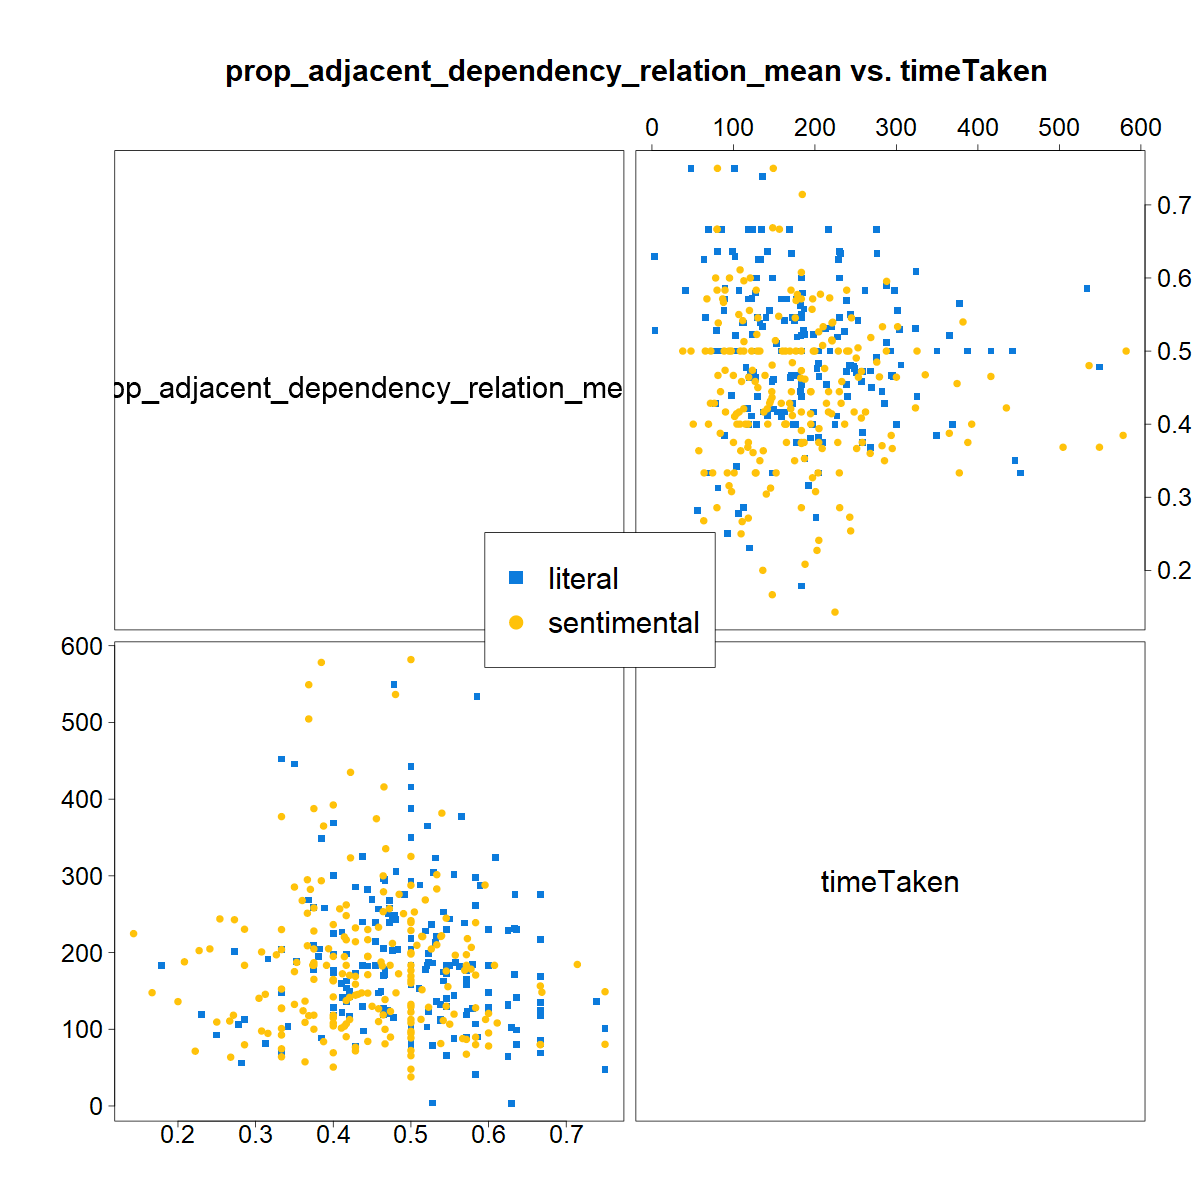 prop_adjacent_dependency_relation_mean vs. timeTaken
0 100 200 300 400 500 600
0.7
0.6
op_adjacent_dependency_relation_me
0.5
0.4
0.3
0.2
literal
sentimental
600
500
400
300
timeTaken
200
100
0
0.2 0.3 0.4 0.5 0.6 0.7